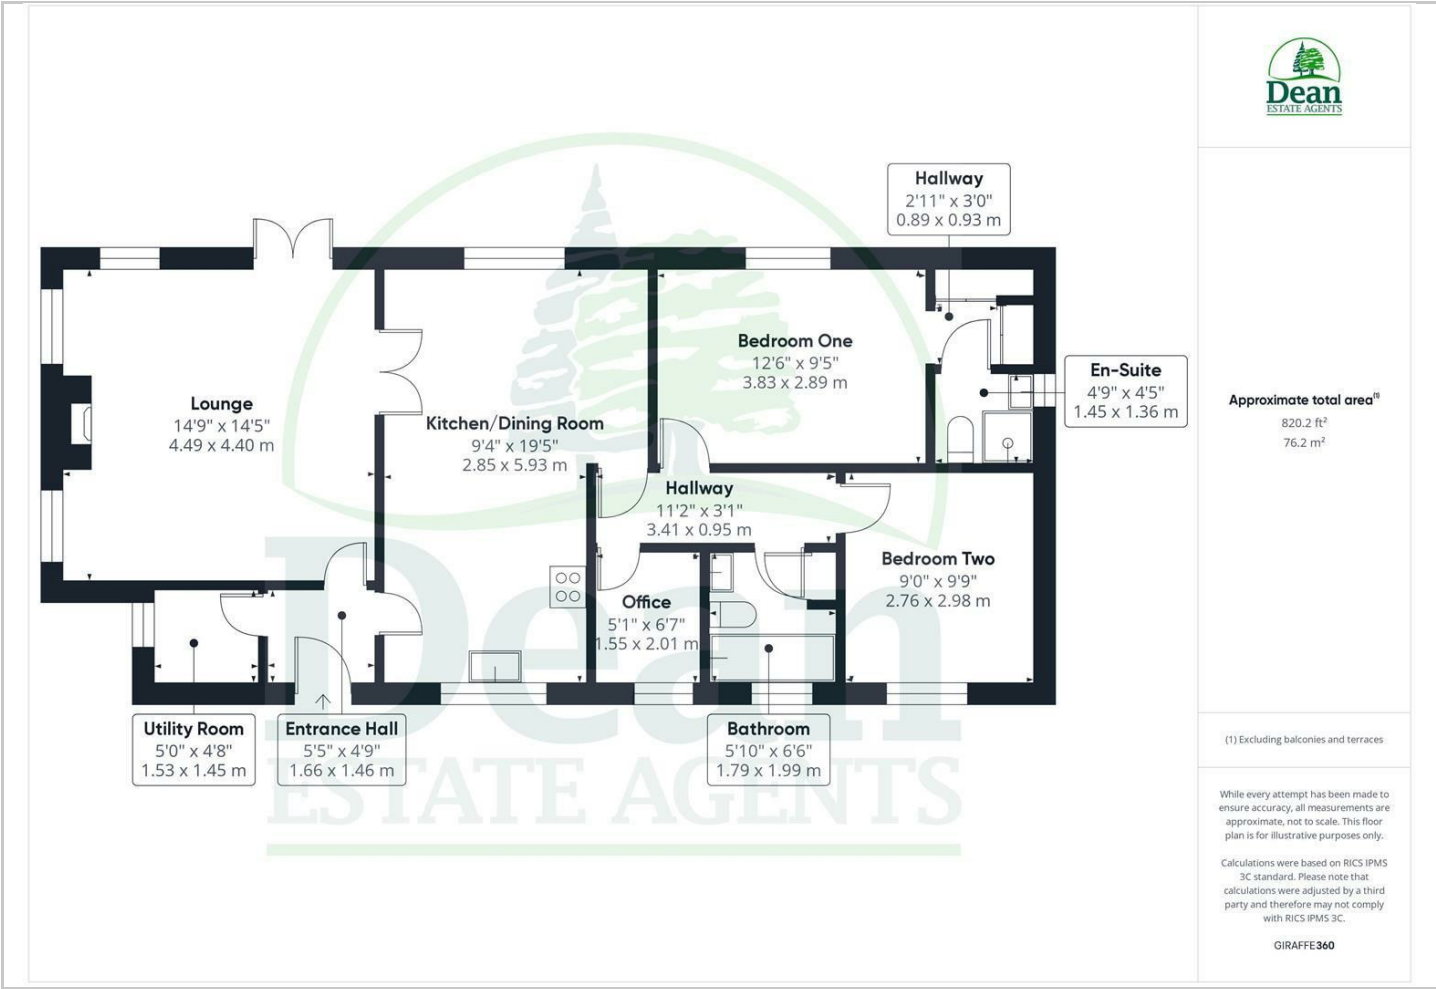 Dean
ESTATE AGENTS
Hallway
2'11" x 3'0"
0.89 x 0.93 m
Bedroom One
12'6" x 9'5"
3.83 x 2.89 m
En-Suite
4'9" x 4'5"
1.45 x 1.36 m
Lounge
14'9" x 14'5"
4.49 x 4.40 m
Kitchen/Dining Room
9'4" x 19'5"
2.85 x 5.93 m
Hallway
11'2" x 3'1"
3.41 x 0.95 m
Bedroom Two
9'0" x 9'9"
2.76 x 2.98 m
Office
5'1" x 6'7"
1.55 x 2.01 m
Utility Room
5'0" x 4'8"
1.53 x 1.45 m
Entrance Hall
5'5" x 4'9"
1.66 x 1.46 m
Bathroom
5'10" x 6'6"
1.79 x 1.99 m
Dean
ESTATE AGENTS
Approximate total area⁽¹⁾
820.2 ft²
76.2 m²
(1) Excluding balconies and terraces
While every attempt has been made to
ensure accuracy, all measurements are
approximate, not to scale. This floor
plan is for illustrative purposes only.
Calculations were based on RICS IPMS
3C standard. Please note that
calculations were adjusted by a third
party and therefore may not comply
with RICS IPMS 3C.
GIRAFFE360